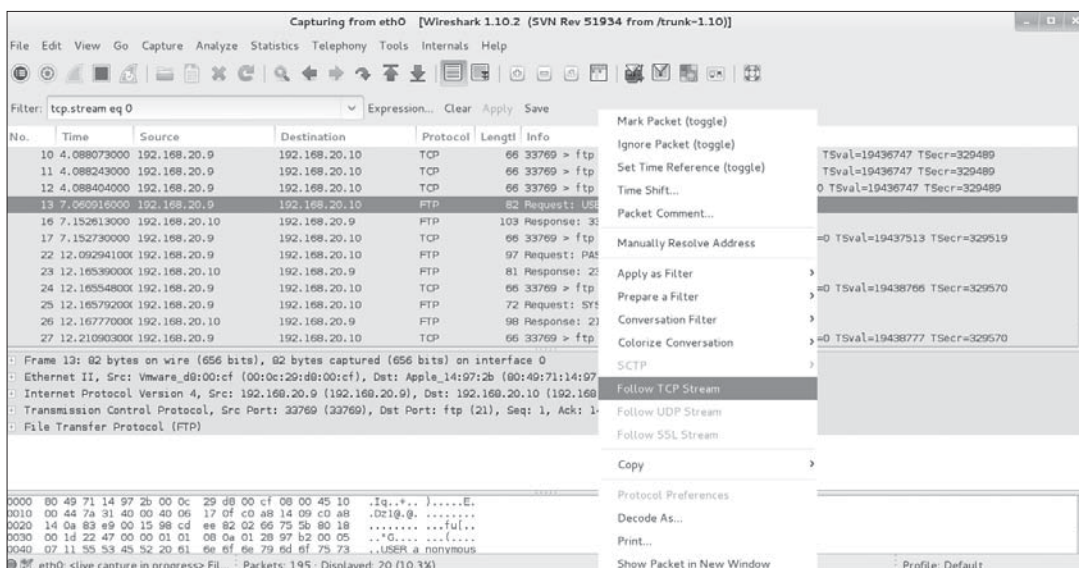 Capturing from eth0 [Wireshark 1.10.2 (SVN Rev 51934 from /trunk-1.10)]
File Edit View Go Capture Analyze Statistics Telephony Tools Internals Help
Filter: tcp.stream eq 0 Expression... Clear Apply Save
No. Time Source Destination Protocol Lengtl Info
10 4.088073000 192.168.20.9 192.168.20.10 TCP 66 33769 > ftp TSval=19436747 TSecr=329489
11 4.088243000 192.168.20.9 192.168.20.10 TCP 66 33769 > ftp TSval=19436747 TSecr=329489
12 4.088404000 192.168.20.9 192.168.20.10 TCP 66 33769 > ftp 0 TSval=19436747 TSecr=329489
13 7.060916000 192.168.20.9 192.168.20.10 FTP 82 Request: USE
16 7.152613000 192.168.20.10 192.168.20.9 FTP 103 Response: 33
17 7.152730000 192.168.20.9 192.168.20.10 TCP 66 33769 > ftp =0 TSval=19437513 TSecr=329519
22 12.09294100( 192.168.20.9 192.168.20.10 FTP 97 Request: PAS
23 12.16539000( 192.168.20.10 192.168.20.9 FTP 81 Response: 23
24 12.16554800( 192.168.20.9 192.168.20.10 TCP 66 33769 > ftp =0 TSval=19438766 TSecr=329570
25 12.16579200( 192.168.20.9 192.168.20.10 FTP 72 Request: SYS
26 12.16777000( 192.168.20.10 192.168.20.9 FTP 98 Response: 21
27 12.21090300( 192.168.20.9 192.168.20.10 TCP 66 33769 > ftp =0 TSval=19438777 TSecr=329570
Mark Packet (toggle)
Ignore Packet (toggle)
Set Time Reference (toggle)
Time Shift...
Packet Comment...
Manually Resolve Address
Apply as Filter
Prepare a Filter
Conversation Filter
Colorize Conversation
SCTP
Follow TCP Stream
Follow UDP Stream
Follow SSL Stream
Copy
Protocol Preferences
Decode As...
Print...
Show Packet in New Window
Frame 13: 82 bytes on wire (656 bits), 82 bytes captured (656 bits) on interface 0
Ethernet II, Src: Vmware_d8:00:cf (00:0c:29:d8:00:cf), Dst: Apple_14:97:2b (80:49:71:14:97
Internet Protocol Version 4, Src: 192.168.20.9 (192.168.20.9), Dst: 192.168.20.10 (192.168
Transmission Control Protocol, Src Port: 33769 (33769), Dst Port: ftp (21), Seq: 1, Ack: 1
File Transfer Protocol (FTP)
0000 80 49 71 14 97 2b 00 0c 29 d8 00 cf 08 00 45 10 .Iq..+.. ).....E.
0010 00 44 7a 31 40 00 40 06 17 0f c0 a8 14 09 c0 a8 .Dz1@.@. ........
0020 14 0a 83 e9 00 15 98 cd ee 82 02 66 75 5b 80 18 ........ ...fu[..
0030 00 1d 22 47 00 00 01 01 08 0a 01 28 97 b2 00 05 .."G.... ...(....
0040 07 11 55 53 45 52 20 61 6e 6f 6e 79 6d 6f 75 73 ..USER a nonymous
eth0: <live capture in progress> Fil... Packets: 195 · Displayed: 20 (10.3%) Profile: Default